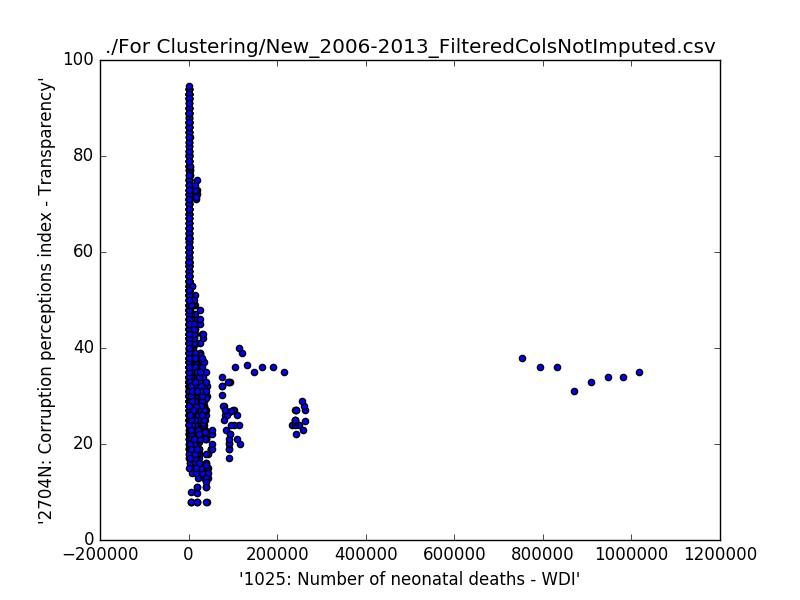 ./For Clustering/New_2006-2013_FilteredColsNotImputed.csv
100
80
60
40
20
0
'2704N: Corruption perceptions index - Transparency'
−200000 0 200000 400000 600000 800000 1000000 1200000
'1025: Number of neonatal deaths - WDI'